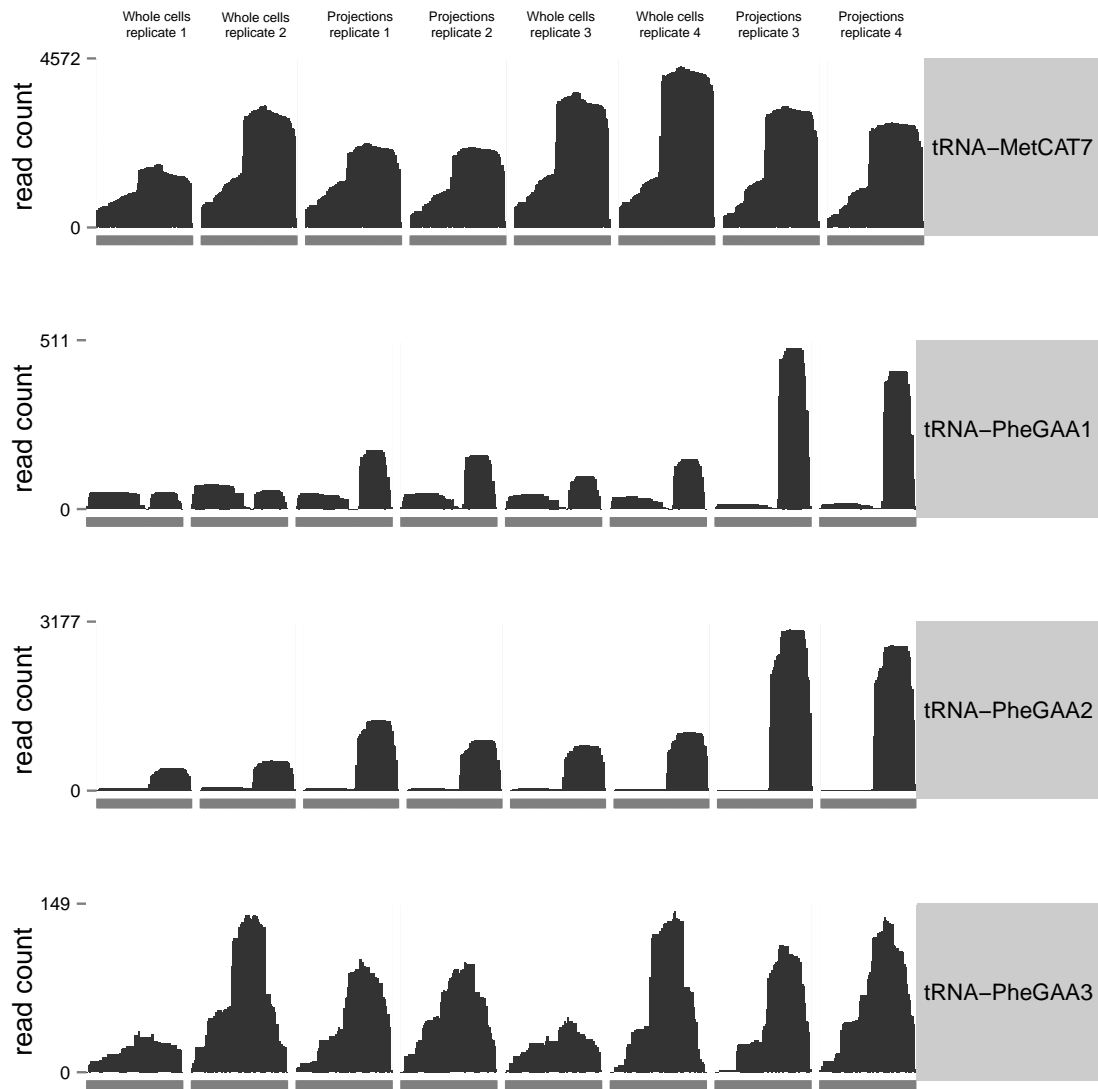 Whole cells replicate 1
Whole cells replicate 2
Projections replicate 1
Projections replicate 2
Whole cells replicate 3
Whole cells replicate 4
Projections replicate 3
Projections replicate 4
4572
read count
0
tRNA−MetCAT7
511
read count
0
tRNA−PheGAA1
3177
read count
0
tRNA−PheGAA2
149
read count
0
tRNA−PheGAA3